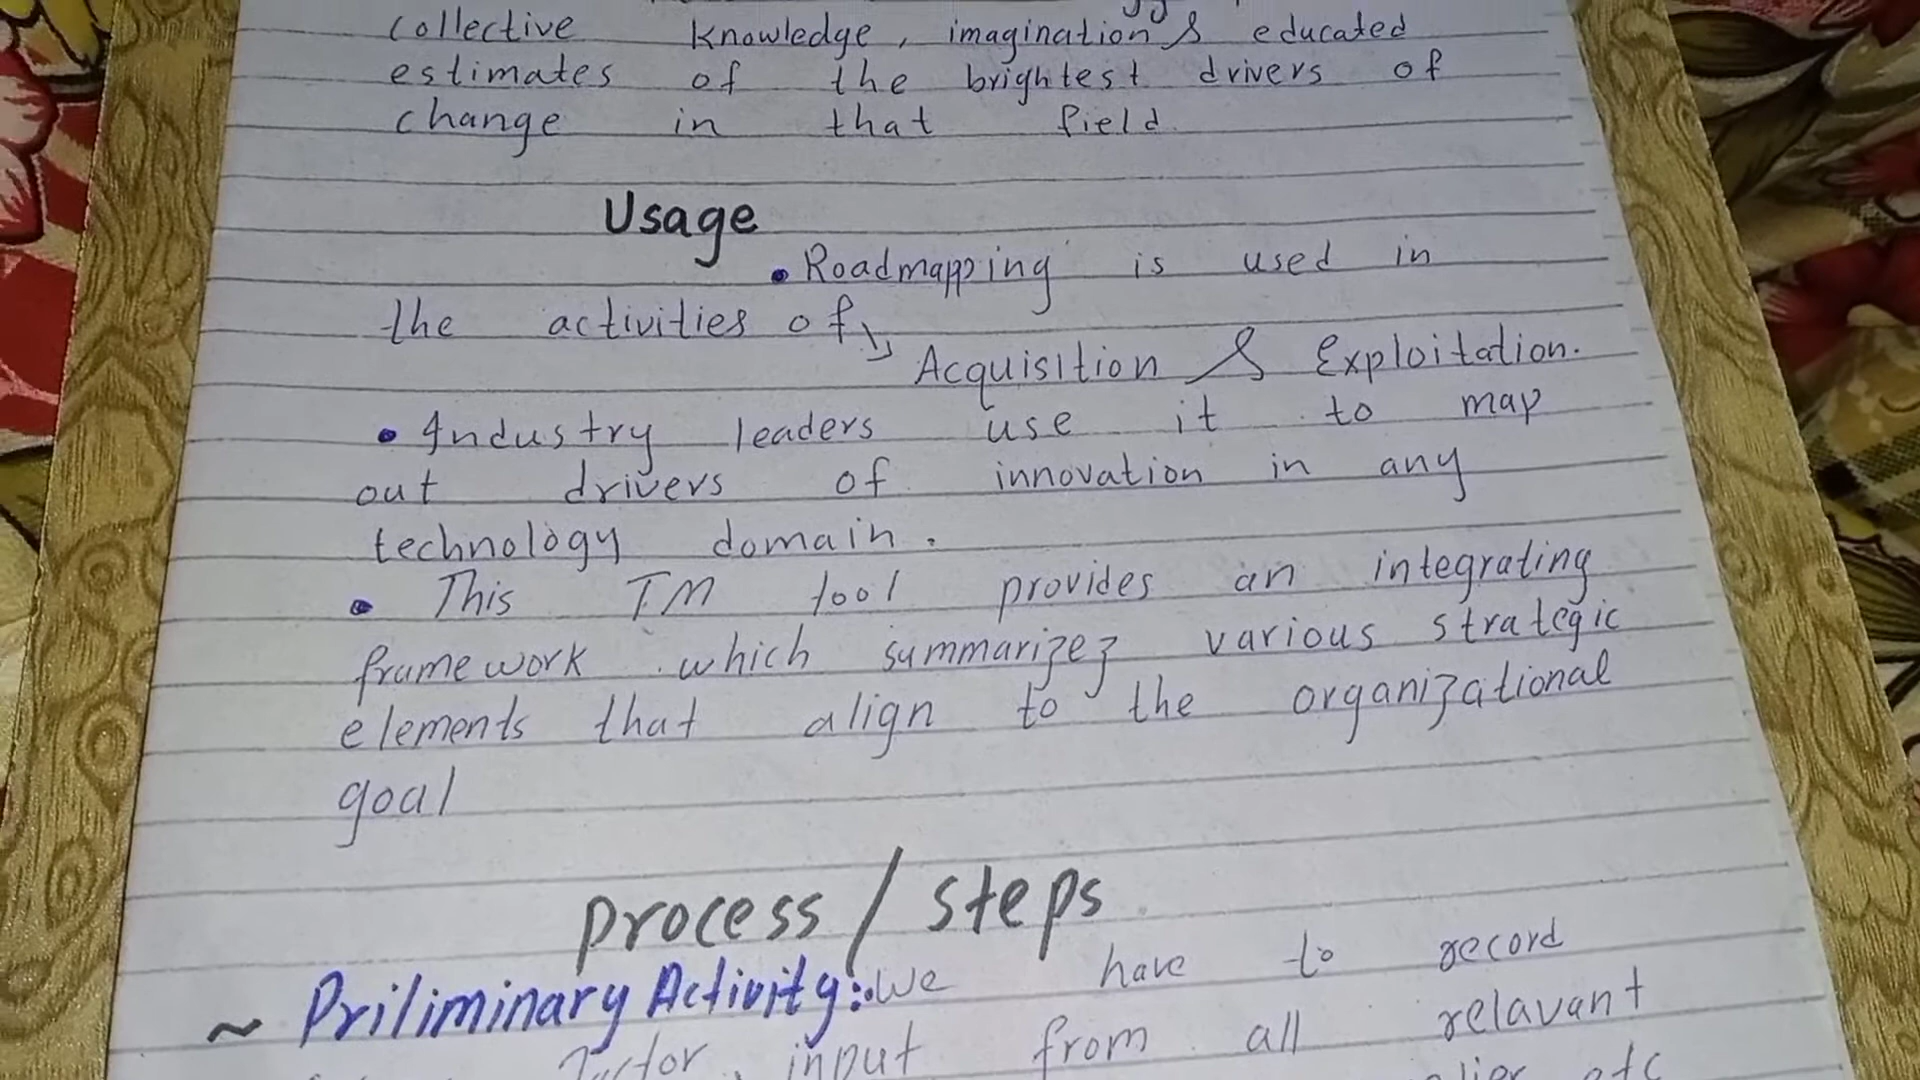 collective knowledge, imagination & educated
estimates of the brightest drivers of
change in that field.
Usage
• Roadmapping is used in
the activities of
Acquisition & Exploitation.
• Industry leaders use it to map
out drivers of innovation in any
technology domain.
• This TM tool provides an integrating
framework which summarizez various strategic
elements that align to the organizational
goal
process / steps
~ Priliminary Activity:. We have to record
input from all relavant
etc